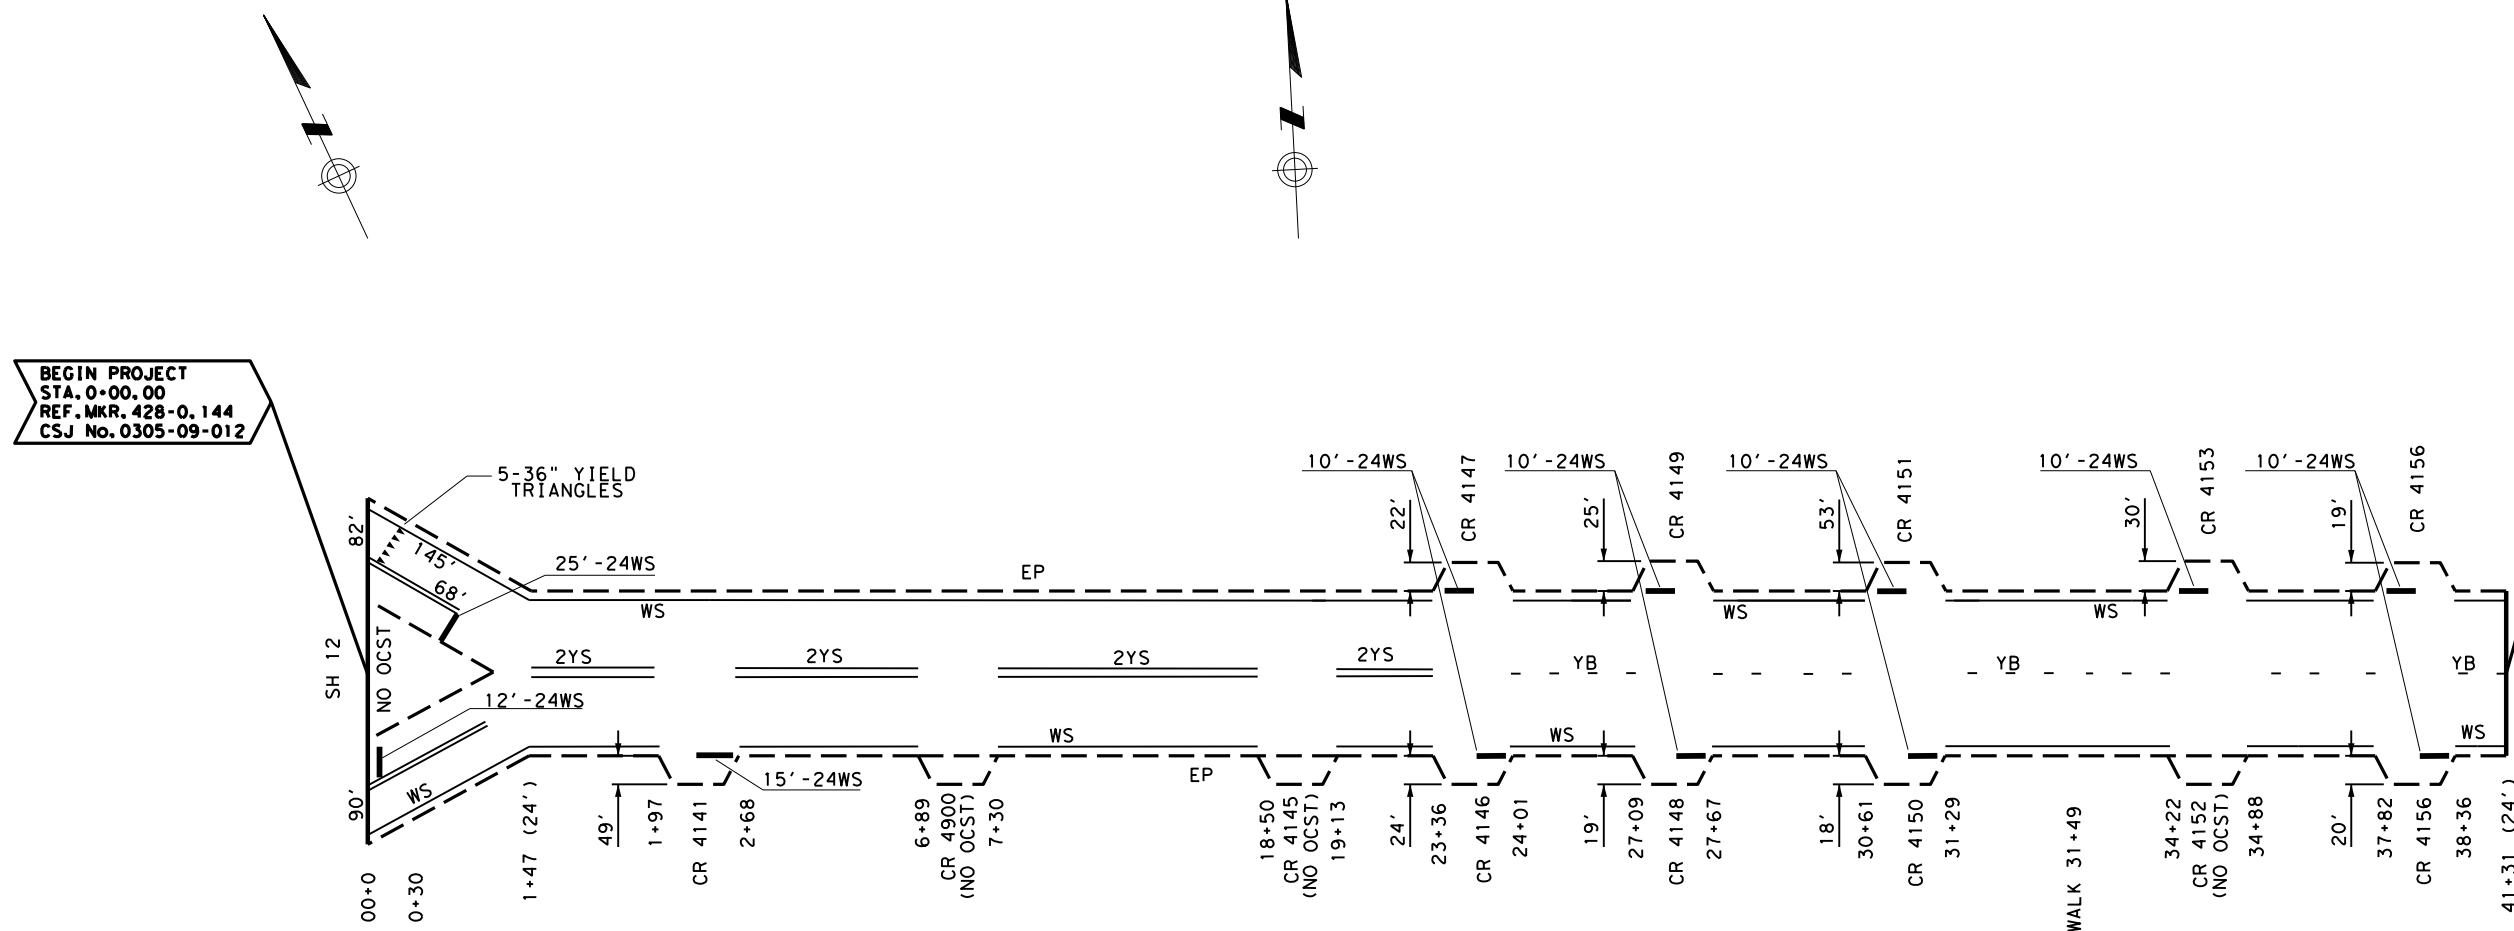 BEGIN PROJECT
STA. 0+00.00
REF. MKR. 428-0.144
CSJ No. 0305-09-012
5-36" YIELD
TRIANGLES
82'
145'
68'
25'-24WS
SH 12
NO OCST
12'-24WS
90'
WS
00+0
0+30
1+47 (24')
EP
WS
2YS
2YS
2YS
2YS
49'
1+97
CR 4141
2+68
15'-24WS
6+89
CR 4900
(NO OCST)
7+30
WS
EP
18+50
CR 4145
(NO OCST)
19+13
10'-24WS
22'
CR 4147
24'
23+36
CR 4146
24+01
YB
WS
10'-24WS
25'
CR 4149
19'
27+09
CR 4148
27+67
WS
10'-24WS
53'
CR 4151
18'
30+61
CR 4150
31+29
YB
WALK 31+49
10'-24WS
30'
CR 4153
WS
34+22
CR 4152
(NO OCST)
34+88
10'-24WS
19'
CR 4156
20'
37+82
CR 4156
38+36
YB
WS
41+31 (24')